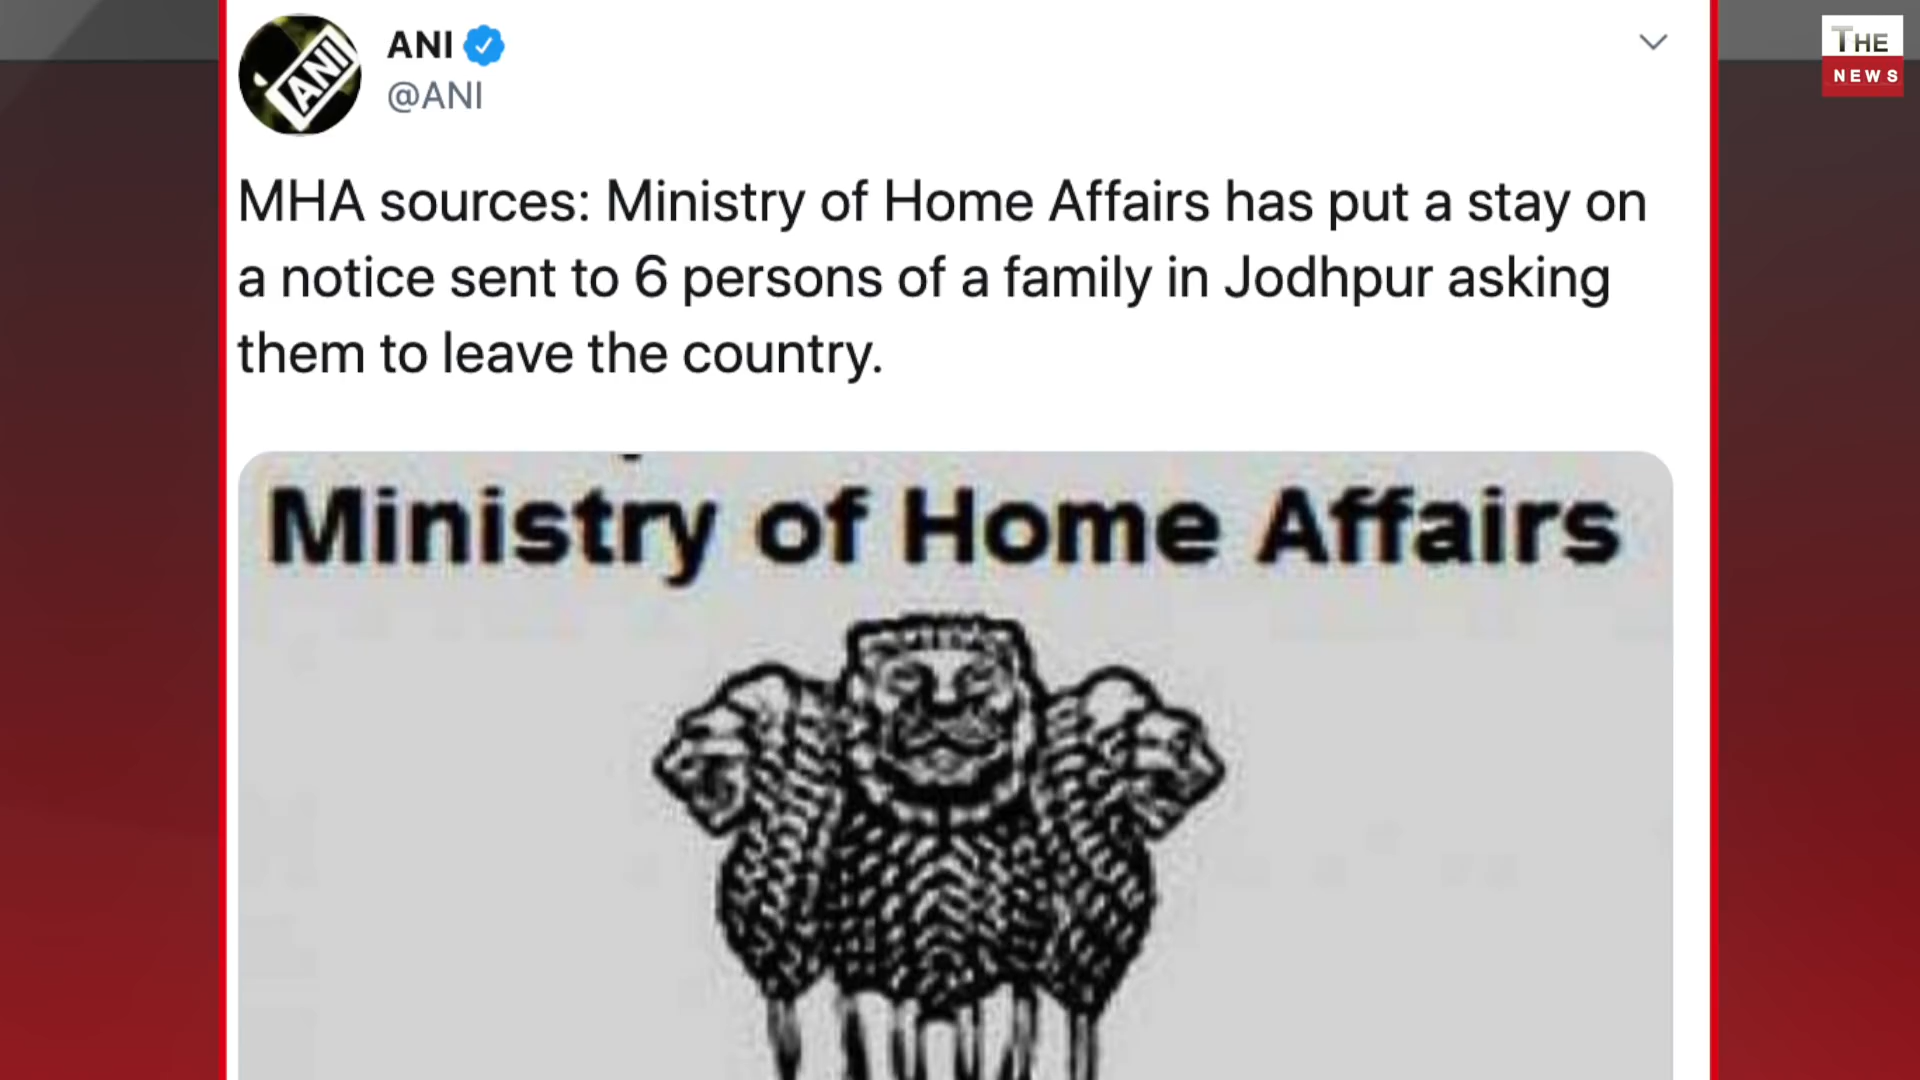 ANI
ANI
@ANI
THE
NEWS
MHA sources: Ministry of Home Affairs has put a stay on
a notice sent to 6 persons of a family in Jodhpur asking
them to leave the country.
Ministry of Home Affairs